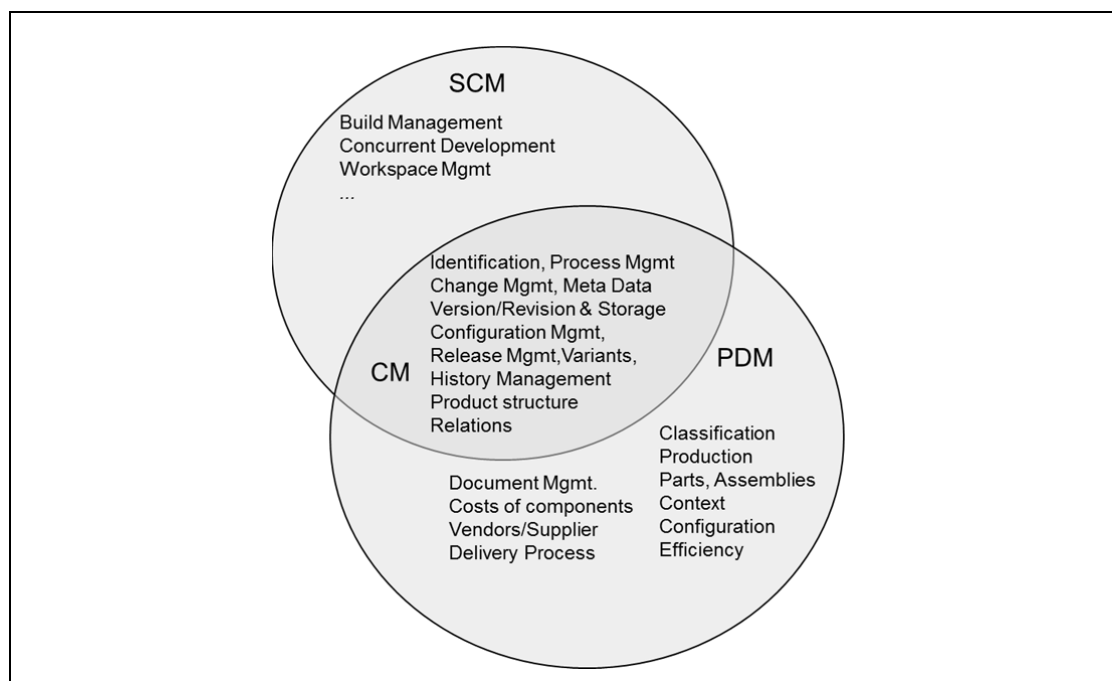 SCM
Build Management
Concurrent Development
Workspace Mgmt
...
Identification, Process Mgmt
Change Mgmt, Meta Data
Version/Revision & Storage
Configuration Mgmt,
Release Mgmt,Variants,
History Management
Product structure
Relations
CM
PDM
Document Mgmt.
Costs of components
Vendors/Supplier
Delivery Process
Classification
Production
Parts, Assemblies
Context
Configuration
Efficiency